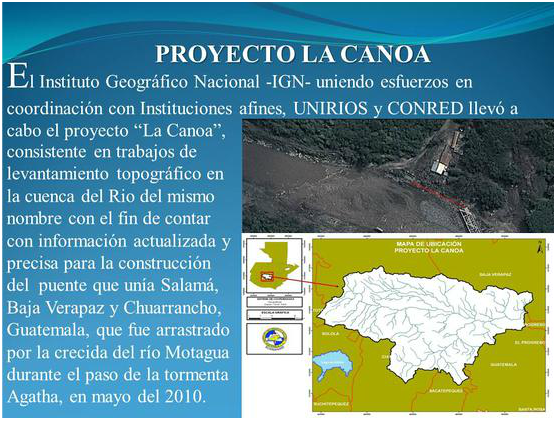 PROYECTO LA CANOA
El Instituto Geográfico Nacional -IGN- uniendo esfuerzos en
coordinación con Instituciones afines, UNIRIOS y CONRED llevó a
cabo el proyecto “La Canoa”,
consistente en trabajos de
levantamiento topográfico en
la cuenca del Rio del mismo
nombre con el fin de contar
con información actualizada y
precisa para la construcción
del puente que unía Salamá,
Baja Verapaz y Chuarrancho,
Guatemala, que fue arrastrado
por la crecida del río Motagua
durante el paso de la tormenta
Agatha, en mayo del 2010.
MAPA DE UBICACIÓN
PROYECTO LA CANOA
BAJA VERAPAZ
EL PROGRESO
GUATEMALA
SACATEPEQUEZ
SANTA ROSA